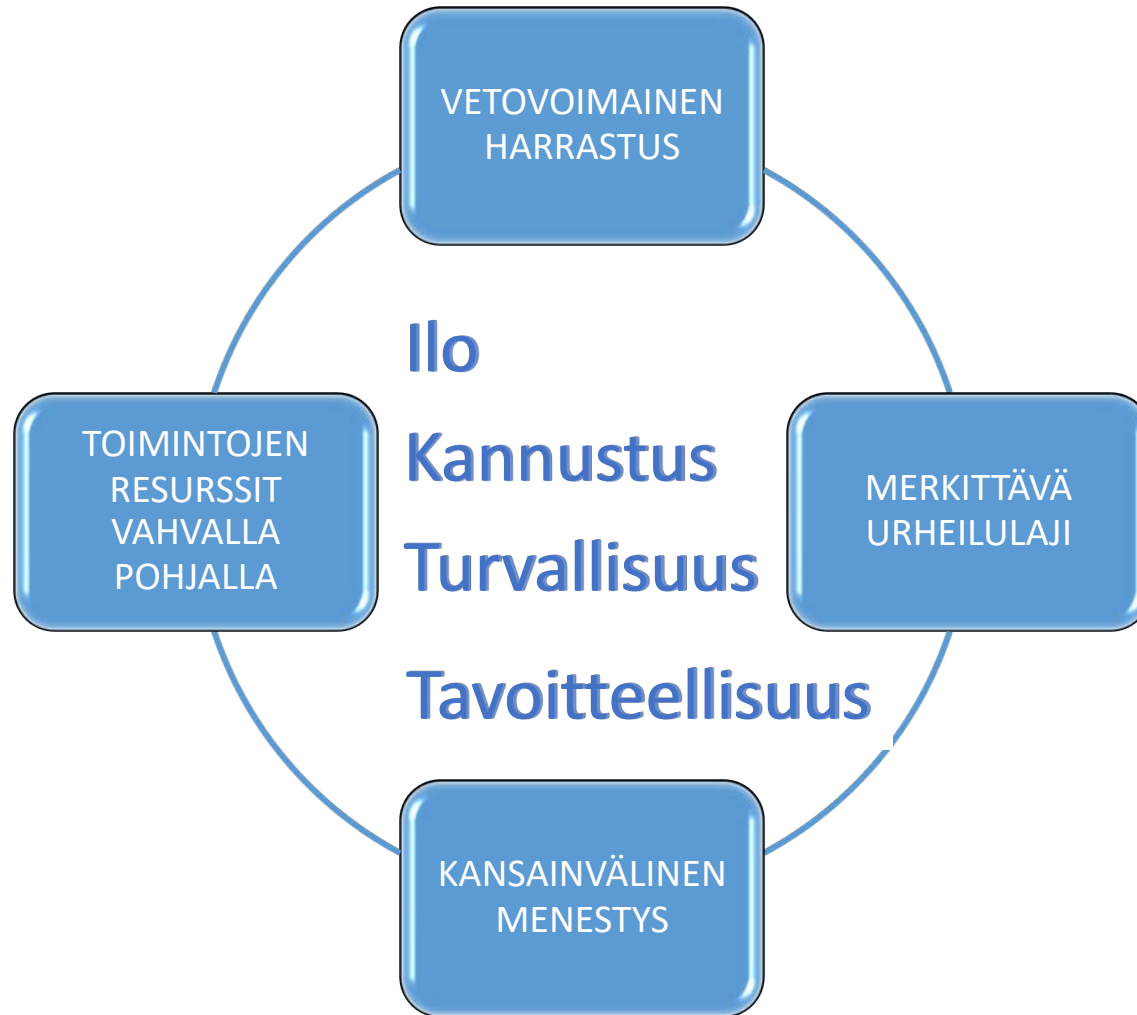 VETOVOIMAINEN
HARRASTUS
Ilo
Kannustus
Turvallisuus
Tavoitteellisuus
TOIMINTOJEN
RESURSSIT
VAHVALLA
POHJALLA
MERKITTÄVÄ
URHEILULAJI
KANSAINVÄLINEN
MENESTYS